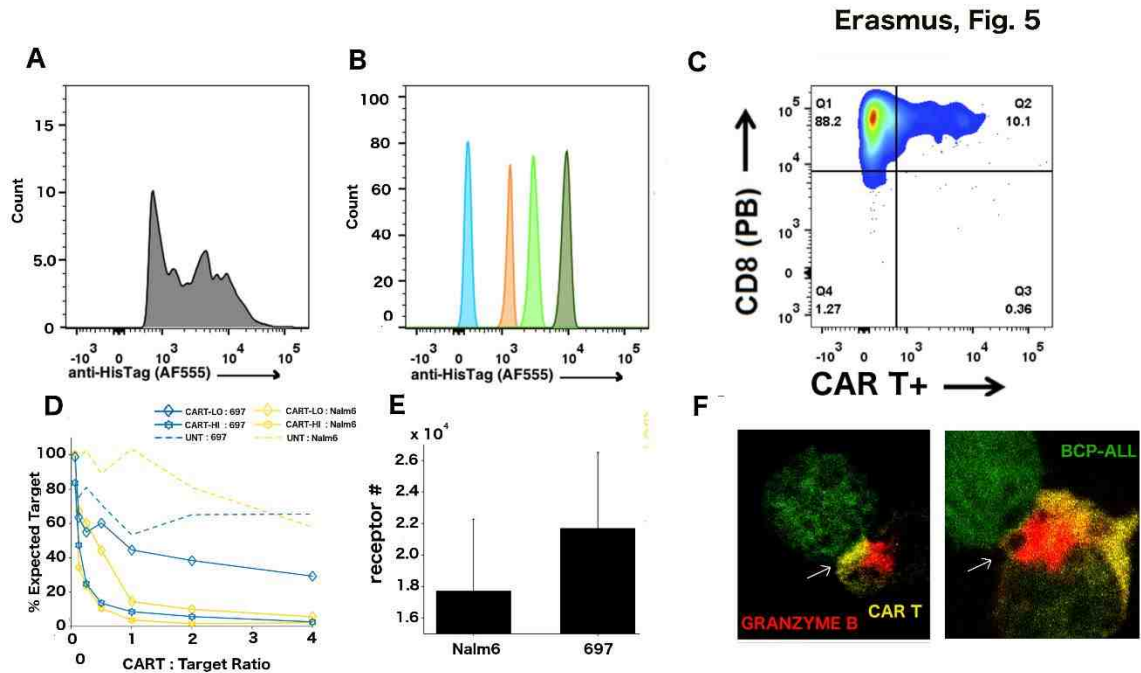 Erasmus, Fig. 5
A
Count
15
10
5.0
0
-10³ 0 10³ 10⁴ 10⁵
anti-HisTag (AF555)
B
Count
100
80
60
40
20
0
-10³ 0 10³ 10⁴ 10⁵
anti-HisTag (AF555)
C
CD8 (PB)
10⁵
10⁴
10³
0
10³
Q1
88.2
Q2
10.1
Q4
1.27
Q3
0.36
-10³ 0 10³ 10⁴ 10⁵
CAR T+
D
CART-LO : 697
CART-HI : 697
UNT : 697
CART-LO : Nalm6
CART-HI : Nalm6
UNT : Nalm6
% Expected Target
100
80
60
40
20
0
0 1 2 3 4
0
CART : Target Ratio
E
x 10⁴
receptor #
2.6
2.4
2.2
2.0
1.8
1.6
Nalm6 697
F
GRANZYME B
CAR T
BCP-ALL